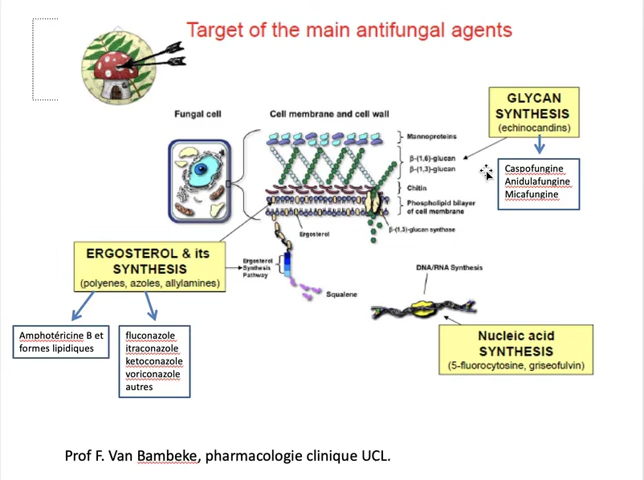 Target of the main antifungal agents
Fungal cell
Cell membrane and cell wall
GLYCAN
SYNTHESIS
(echinocandins)
Caspofungine
Anidulafungine
Micafungine
Mannoproteins
β-(1,6)-glucan
β-(1,3)-glucan
Chitin
Phospholipid bilayer
of cell membrane
β-(1,3)-glucan synthase
Ergosterol
ERGOSTEROL & its
SYNTHESIS
(polyenes, azoles, allylamines)
Ergosterol
Synthesis
Pathway
Squalene
DNA/RNA Synthesis
Amphotéricine B et
formes lipidiques
fluconazole
itraconazole
ketoconazole
voriconazole
autres
Nucleic acid
SYNTHESIS
(5-fluorocytosine, griseofulvin)
Prof F. Van Bambeke, pharmacologie clinique UCL.